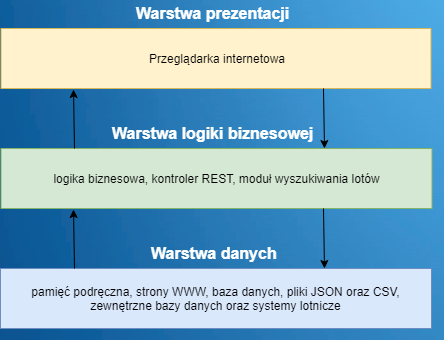 Warstwa prezentacji
Przeglądarka internetowa
Warstwa logiki biznesowej
logika biznesowa, kontroler REST, moduł wyszukiwania lotów
Warstwa danych
pamięć podręczna, strony WWW, baza danych, pliki JSON oraz CSV,
zewnętrzne bazy danych oraz systemy lotnicze